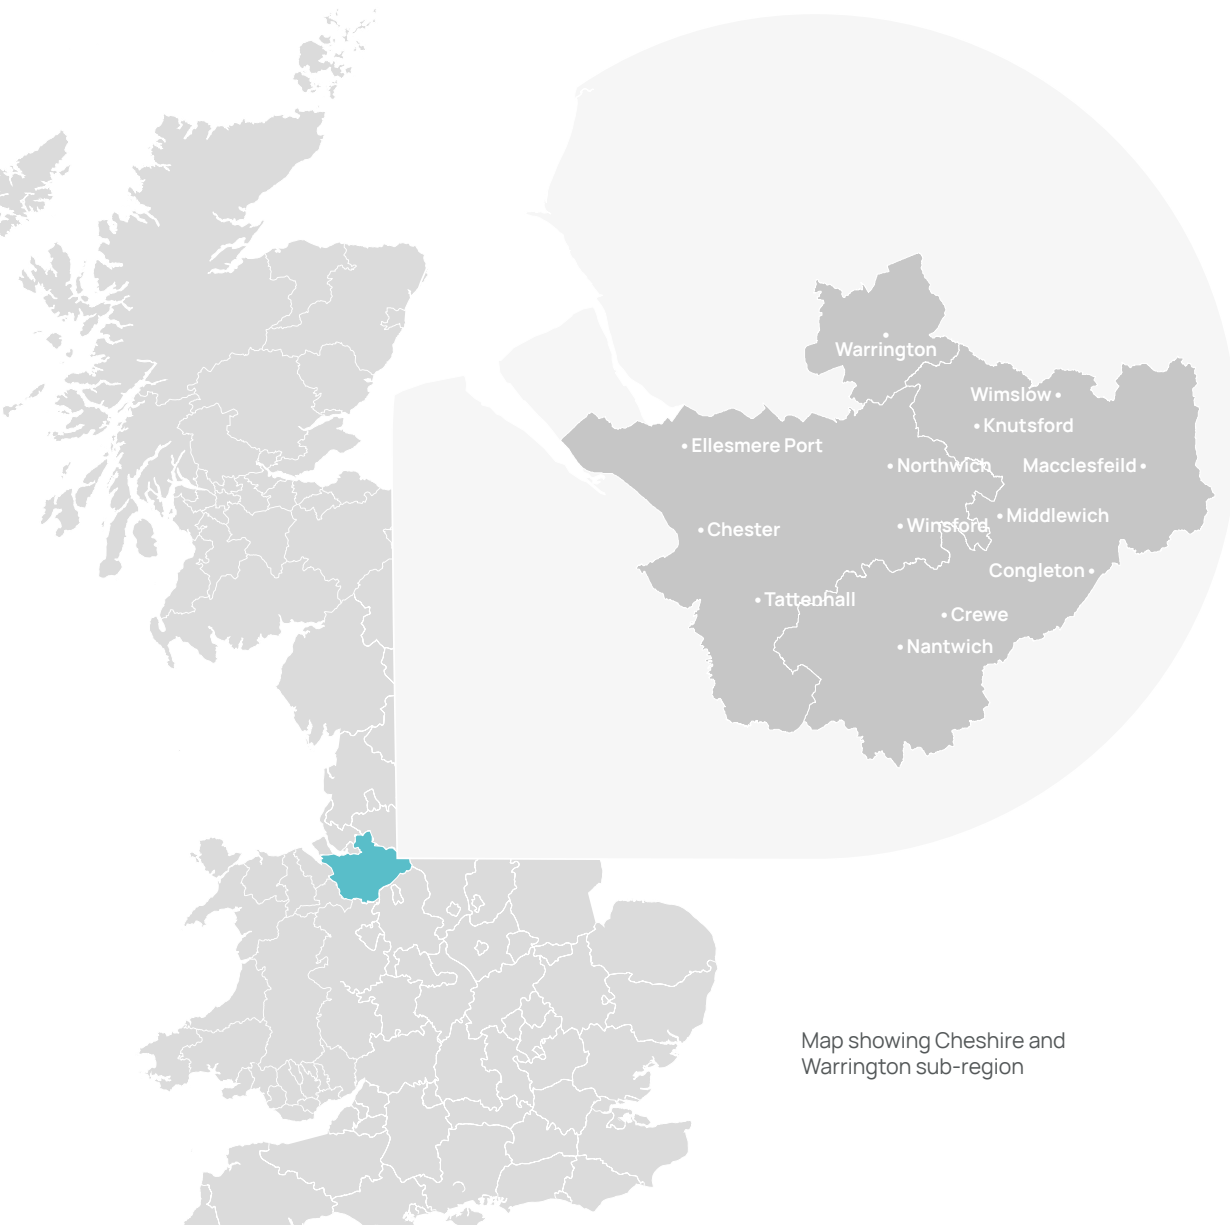 Warrington
Wimslow
Knutsford
Ellesmere Port
Northwich
Macclesfeild
Middlewich
Winsford
Chester
Congleton
Tattenhall
Crewe
Nantwich
Map showing Cheshire and
Warrington sub-region